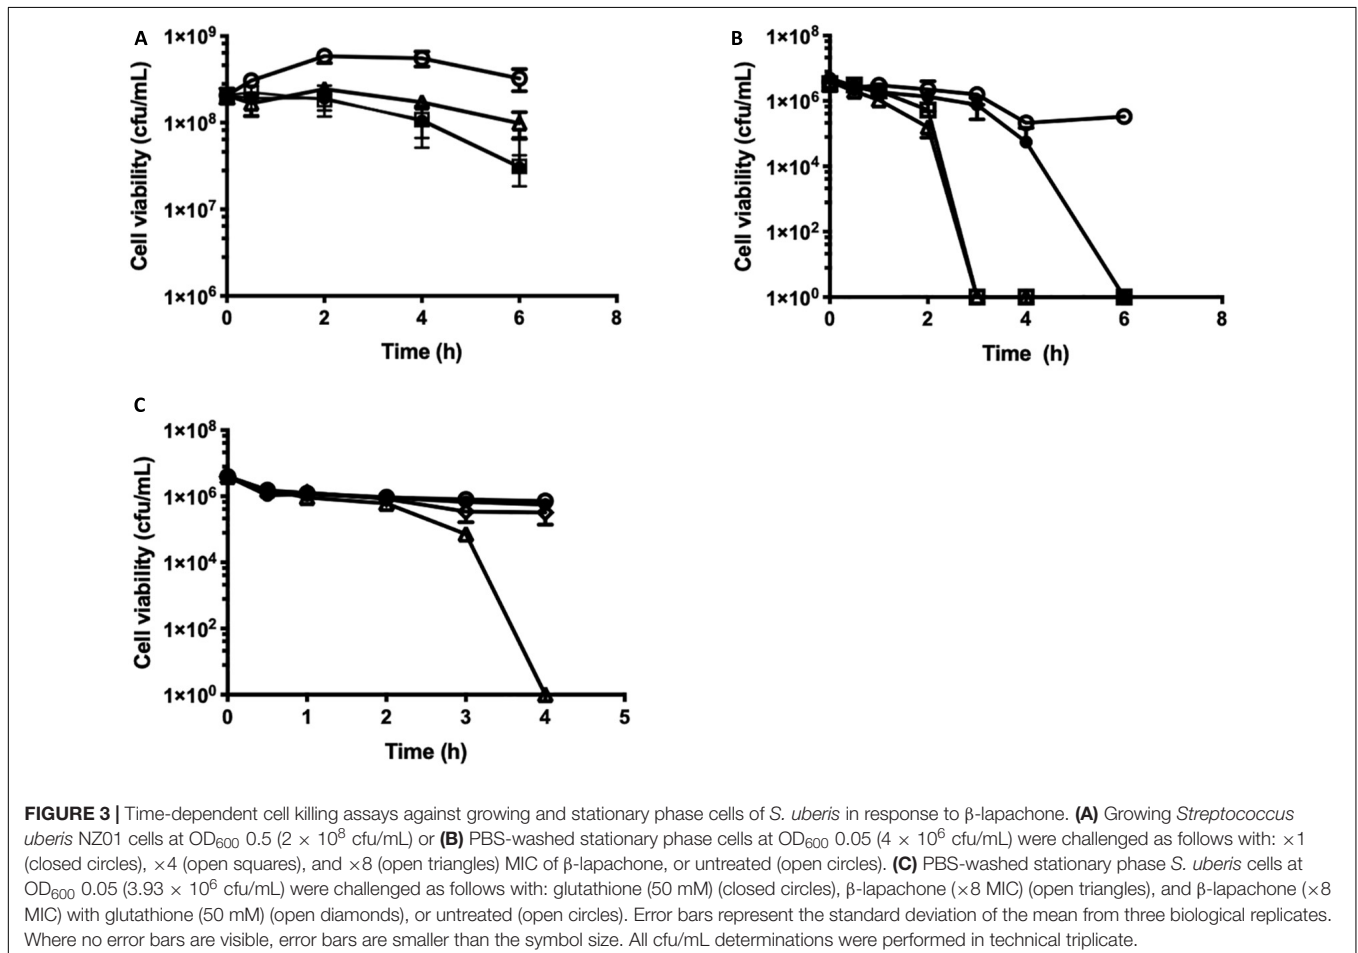 A
1×10⁹
1×10⁸
1×10⁷
1×10⁶
Cell viability (cfu/mL)
0 2 4 6 8
Time (h)
B
1×10⁸
1×10⁶
1×10⁴
1×10²
1×10⁰
Cell viability (cfu/mL)
0 2 4 6 8
Time (h)
C
1×10⁸
1×10⁶
1×10⁴
1×10²
1×10⁰
Cell viability (cfu/mL)
0 1 2 3 4 5
Time (h)
FIGURE 3 | Time-dependent cell killing assays against growing and stationary phase cells of S. uberis in response to β-lapachone. (A) Growing Streptococcus
uberis NZ01 cells at OD₆₀₀ 0.5 (2 × 10⁸ cfu/mL) or (B) PBS-washed stationary phase cells at OD₆₀₀ 0.05 (4 × 10⁶ cfu/mL) were challenged as follows with: ×1
(closed circles), ×4 (open squares), and ×8 (open triangles) MIC of β-lapachone, or untreated (open circles). (C) PBS-washed stationary phase S. uberis cells at
OD₆₀₀ 0.05 (3.93 × 10⁶ cfu/mL) were challenged as follows with: glutathione (50 mM) (closed circles), β-lapachone (×8 MIC) (open triangles), and β-lapachone (×8
MIC) with glutathione (50 mM) (open diamonds), or untreated (open circles). Error bars represent the standard deviation of the mean from three biological replicates.
Where no error bars are visible, error bars are smaller than the symbol size. All cfu/mL determinations were performed in technical triplicate.